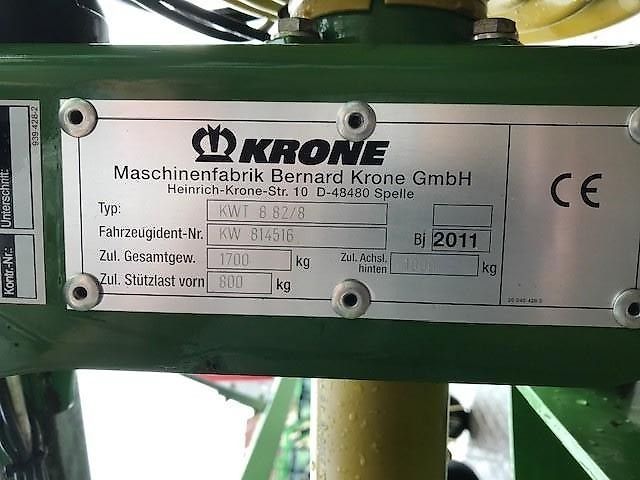 KRONE
Maschinenfabrik Bernard Krone GmbH
Heinrich-Krone-Str. 10 D-48480 Spelle
Typ: KWT 8.82/8
Fahrzeugident-Nr. KW 814516 Bj 2011
Zul. Gesamtgew. 1700 kg Zul. Achsl. hinten kg
Zul. Stützlast vorn 800 kg
CE
939 428-2
Unterschrift:
Kontr.-Nr.: